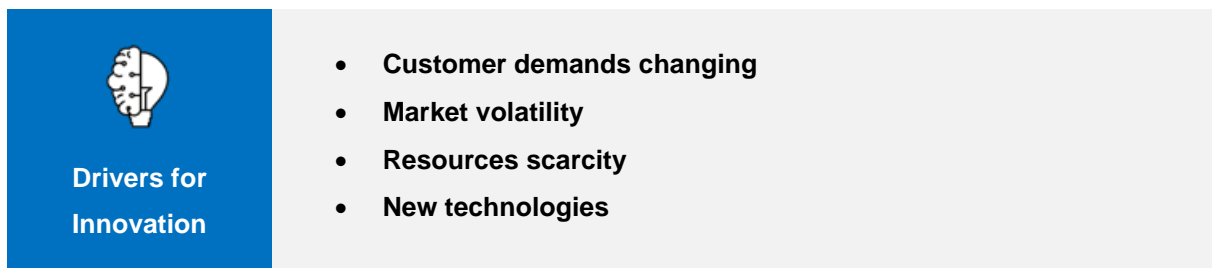 Drivers for
Innovation
• Customer demands changing
• Market volatility
• Resources scarcity
• New technologies